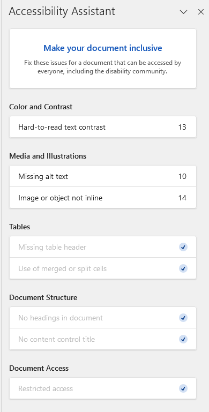 Accessibility Assistant
Make your document inclusive
Fix these issues for a document that can be accessed by
everyone, including the disability community.
Color and Contrast
Hard-to-read text contrast 13
Media and Illustrations
Missing alt text 10
Image or object not inline 14
Tables
Missing table header
Use of merged or split cells
Document Structure
No headings in document
No content control title
Document Access
Restricted access